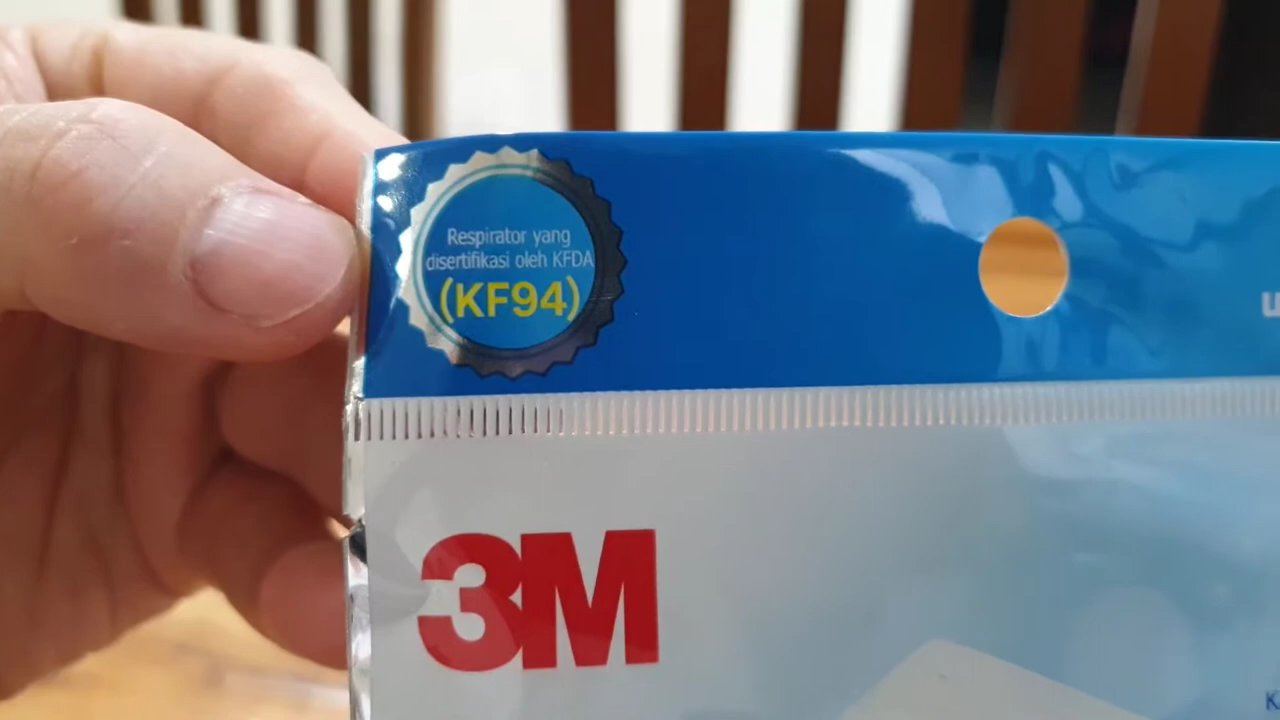 Respirator yang
disertifikasi oleh KFDA
(KF94)
3M